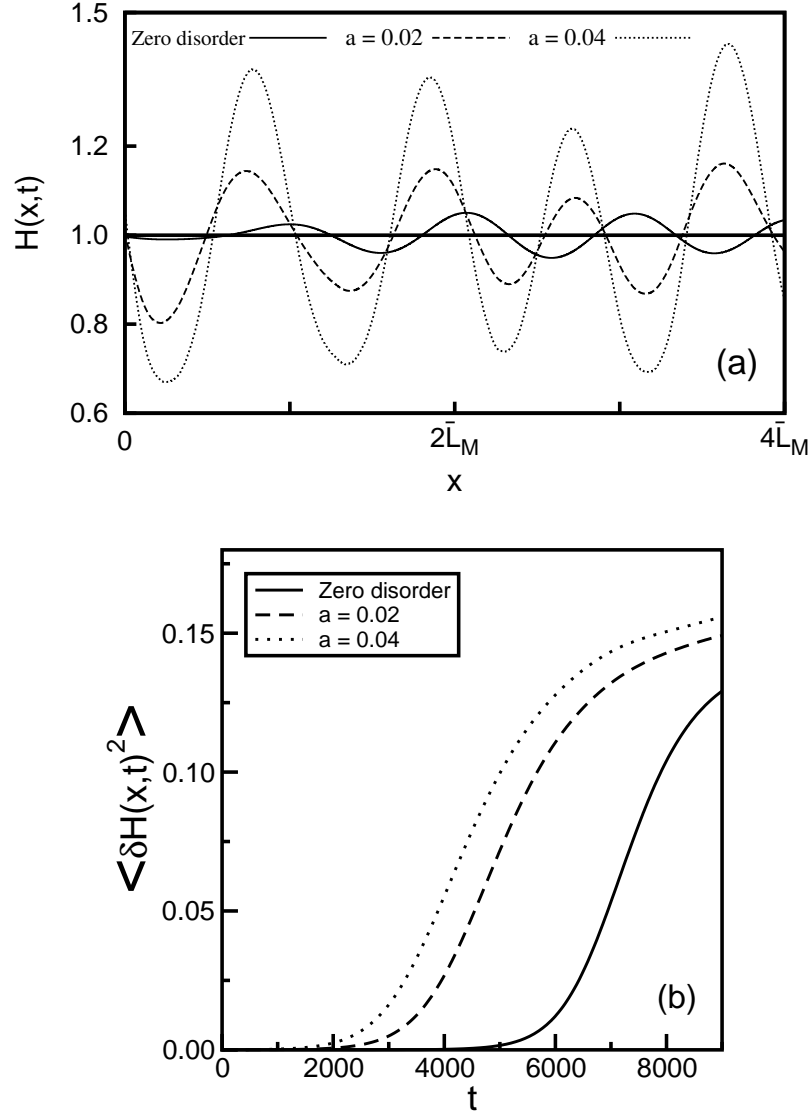 Zero disorder a = 0.02 a = 0.04
1.5
1.2
1.0
0.8
0.6
H(x,t)
(a)
0 2L̄_M 4L̄_M
x
Zero disorder
a = 0.02
a = 0.04
0.15
0.10
0.05
0.00
<δH(x,t)²>
(b)
0 2000 4000 6000 8000
t